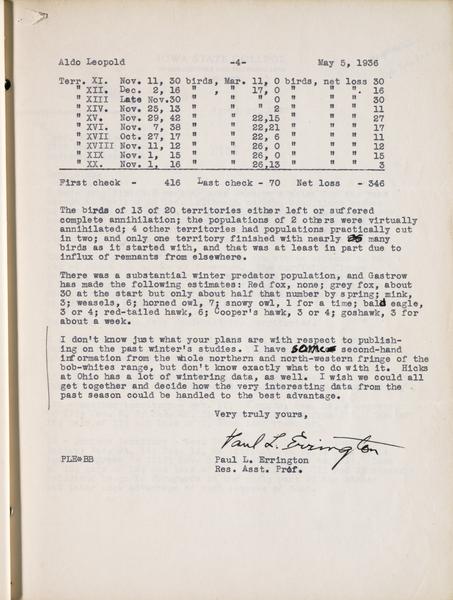 Aldo Leopold -4- May 5, 1936
Terr. XI. Nov. 11, 30 birds, Mar. 11, 0 birds, net loss 30
" XII. Dec. 2, 16 " , " 17, 0 " " . 16
" XIII Late Nov. 30 " " " 0 " " 30
" XIV. Nov. 25, 13 " " " 2 " " 11
" XV. Nov. 29, 42 " " 22,15 " " 27
" XVI. Nov. 7, 38 " " 22,21 " " 17
" XVII Oct. 27, 17 " " 22, 6 " " 11
" XVIII Nov. 11, 12 " " 26, 0 " " 12
" XIX Nov. 1, 15 " " 26, 0 " " 15
" XX. Nov. 1, 16 " " 26,13 " " 3
First check - 416 Last check - 70 Net loss - 346
The birds of 13 of 20 territories either left or suffered
complete annihilation; the populations of 2 others were virtually
annihilated; 4 other territories had populations practically cut
in two; and only one territory finished with nearly as many
birds as it started with, and that was at least in part due to
influx of remnants from elsewhere.
There was a substantial winter predator population, and Gastrow
has made the following estimates: Red fox, none; grey fox, about
30 at the start but only about half that number by spring; mink,
3; weasels, 6; horned owl, 7; snowy owl, 1 for a time; bald eagle,
3 or 4; red-tailed hawk, 6; Cooper's hawk, 3 or 4; goshawk, 3 for
about a week.
I don't know just what your plans are with respect to publish-
ing on the past winter's studies. I have some second-hand
information from the whole northern and north-western fringe of the
bob-whites range, but don't know exactly what to do with it. Hicks
at Ohio has a lot of wintering data, as well. I wish we could all
get together and decide how the very interesting data from the
past season could be handled to the best advantage.
Very truly yours,
Paul L. Errington
PLE*BB Paul L. Errington
Res. Asst. Prof.